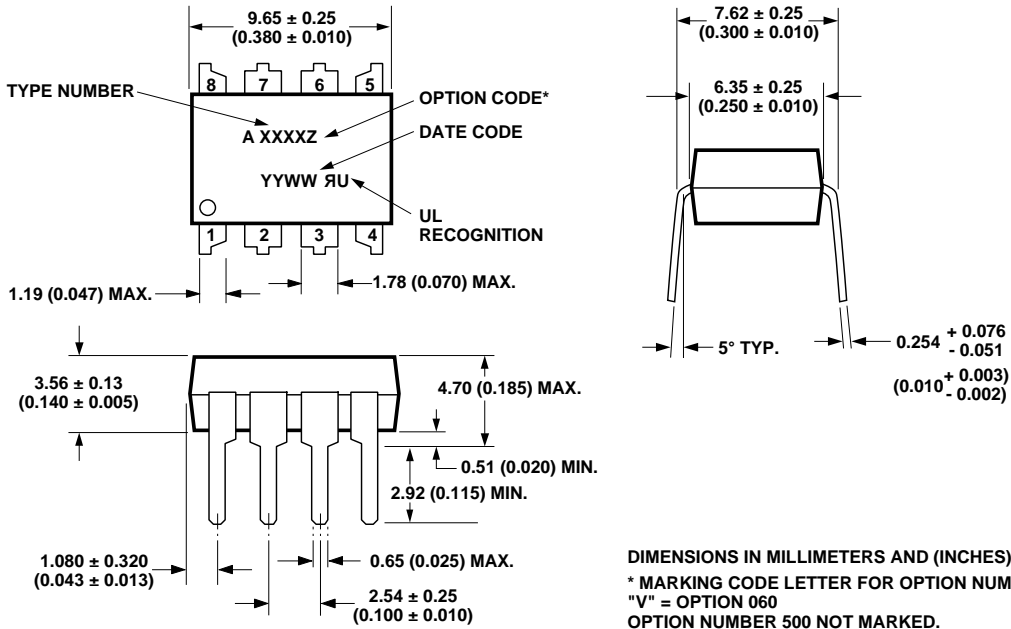 9.65 ± 0.25
(0.380 ± 0.010)
8 7 6 5
TYPE NUMBER
OPTION CODE*
A XXXXZ
DATE CODE
YYWW ЯU
UL
RECOGNITION
1 2 3 4
1.19 (0.047) MAX.
1.78 (0.070) MAX.
7.62 ± 0.25
(0.300 ± 0.010)
6.35 ± 0.25
(0.250 ± 0.010)
5° TYP.
0.254 + 0.076
- 0.051
(0.010 + 0.003)
- 0.002)
3.56 ± 0.13
(0.140 ± 0.005)
4.70 (0.185) MAX.
0.51 (0.020) MIN.
2.92 (0.115) MIN.
1.080 ± 0.320
(0.043 ± 0.013)
0.65 (0.025) MAX.
2.54 ± 0.25
(0.100 ± 0.010)
DIMENSIONS IN MILLIMETERS AND (INCHES)
* MARKING CODE LETTER FOR OPTION NUM
"V" = OPTION 060
OPTION NUMBER 500 NOT MARKED.